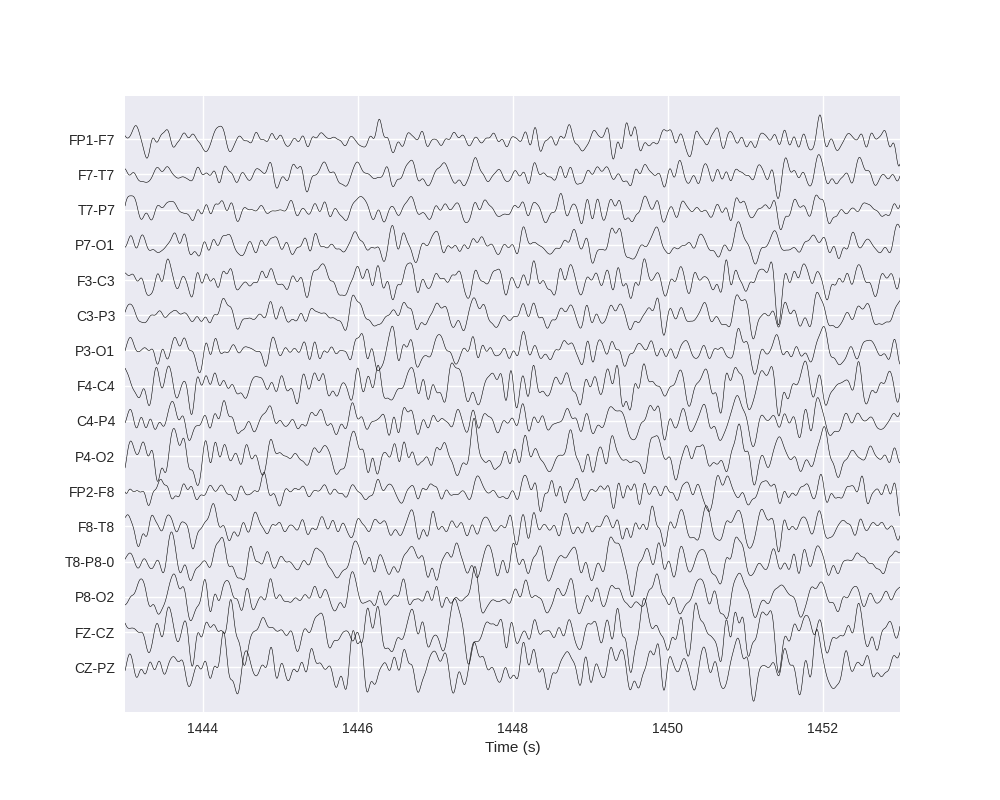 FP1-F7
F7-T7
T7-P7
P7-O1
F3-C3
C3-P3
P3-O1
F4-C4
C4-P4
P4-O2
FP2-F8
F8-T8
T8-P8-0
P8-O2
FZ-CZ
CZ-PZ
1444 1446 1448 1450 1452
Time (s)